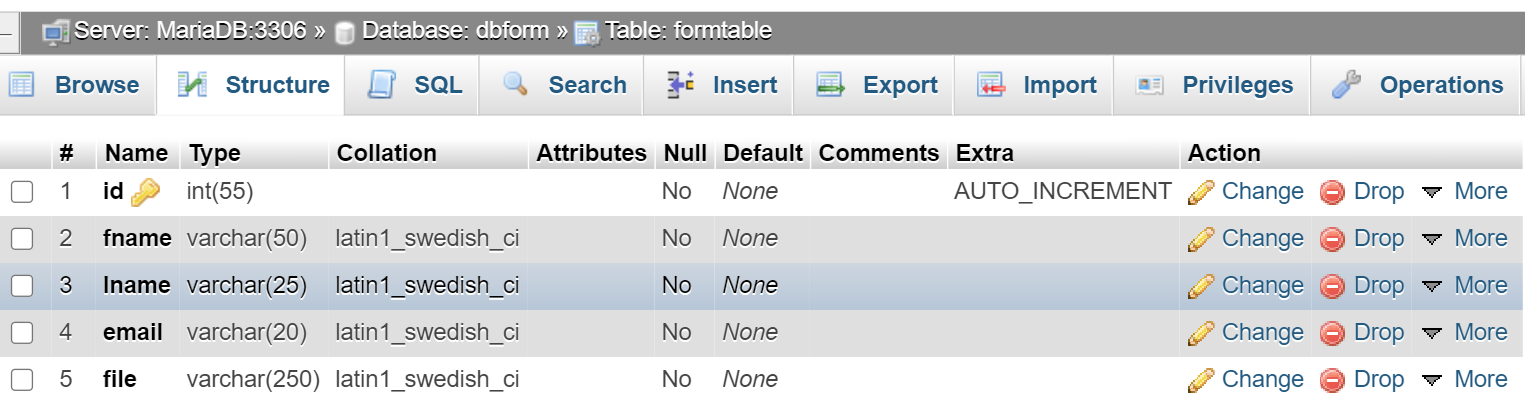 Server: MariaDB:3306 » Database: dbform » Table: formtable
Browse Structure SQL Search Insert Export Import Privileges Operations
# Name Type Collation Attributes Null Default Comments Extra Action
1 id int(55) No None AUTO_INCREMENT Change Drop More
2 fname varchar(50) latin1_swedish_ci No None Change Drop More
3 lname varchar(25) latin1_swedish_ci No None Change Drop More
4 email varchar(20) latin1_swedish_ci No None Change Drop More
5 file varchar(250) latin1_swedish_ci No None Change Drop More